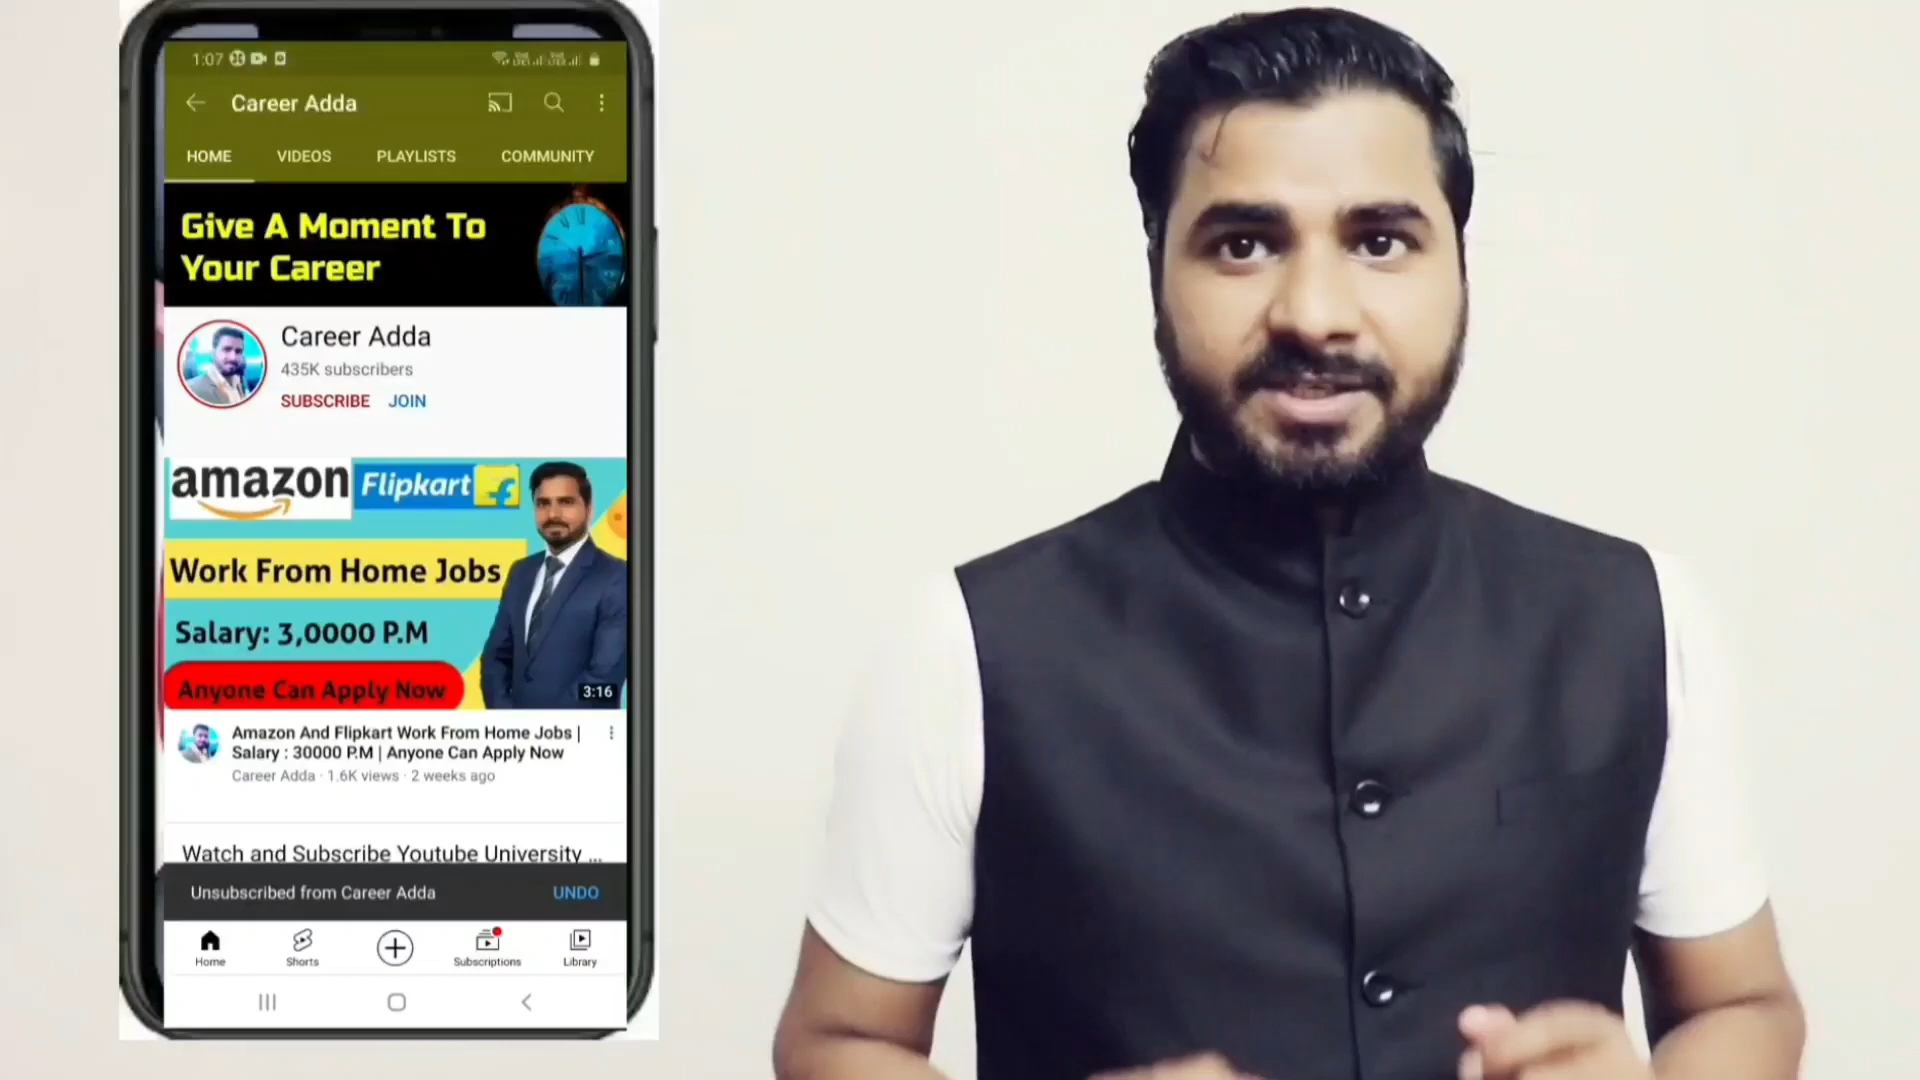 1:07
Career Adda
HOME VIDEOS PLAYLISTS COMMUNITY
Give A Moment To
Your Career
Career Adda
435K subscribers
SUBSCRIBE JOIN
amazon Flipkart
Work From Home Jobs
Salary: 3,0000 P.M
Anyone Can Apply Now
3:16
Amazon And Flipkart Work From Home Jobs |
Salary : 30000 P.M | Anyone Can Apply Now
Career Adda · 1.6K views · 2 weeks ago
Watch and Subscribe Youtube University ...
Unsubscribed from Career Adda UNDO
Home Shorts Subscriptions Library